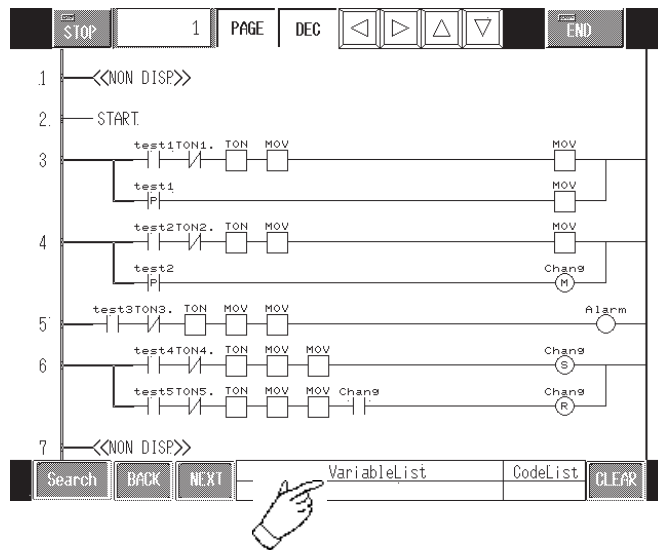 STOP 1 PAGE DEC END
1 <<NON DISP>>
2. START.
test1TON1. TON MOV MOV
3
test1 MOV
P
test2TON2. TON MOV MOV
4
test2 Chang
P M
test3TON3. TON MOV MOV Alarm
5
test4TON4. TON MOV MOV Chang
6 S
test5TON5. TON MOV MOV Chang Chang
R
7 <<NON DISP>>
Search BACK NEXT VariableList CodeList CLEAR